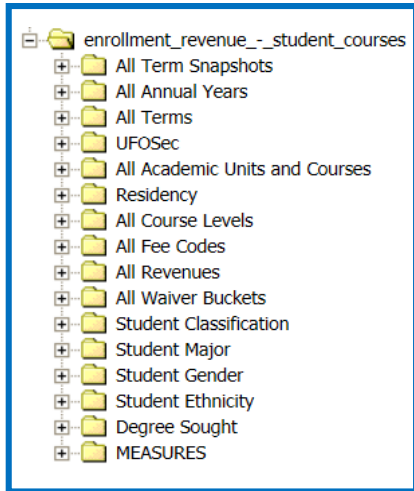 enrollment_revenue_-_student_courses
All Term Snapshots
All Annual Years
All Terms
UFOSec
All Academic Units and Courses
Residency
All Course Levels
All Fee Codes
All Revenues
All Waiver Buckets
Student Classification
Student Major
Student Gender
Student Ethnicity
Degree Sought
MEASURES